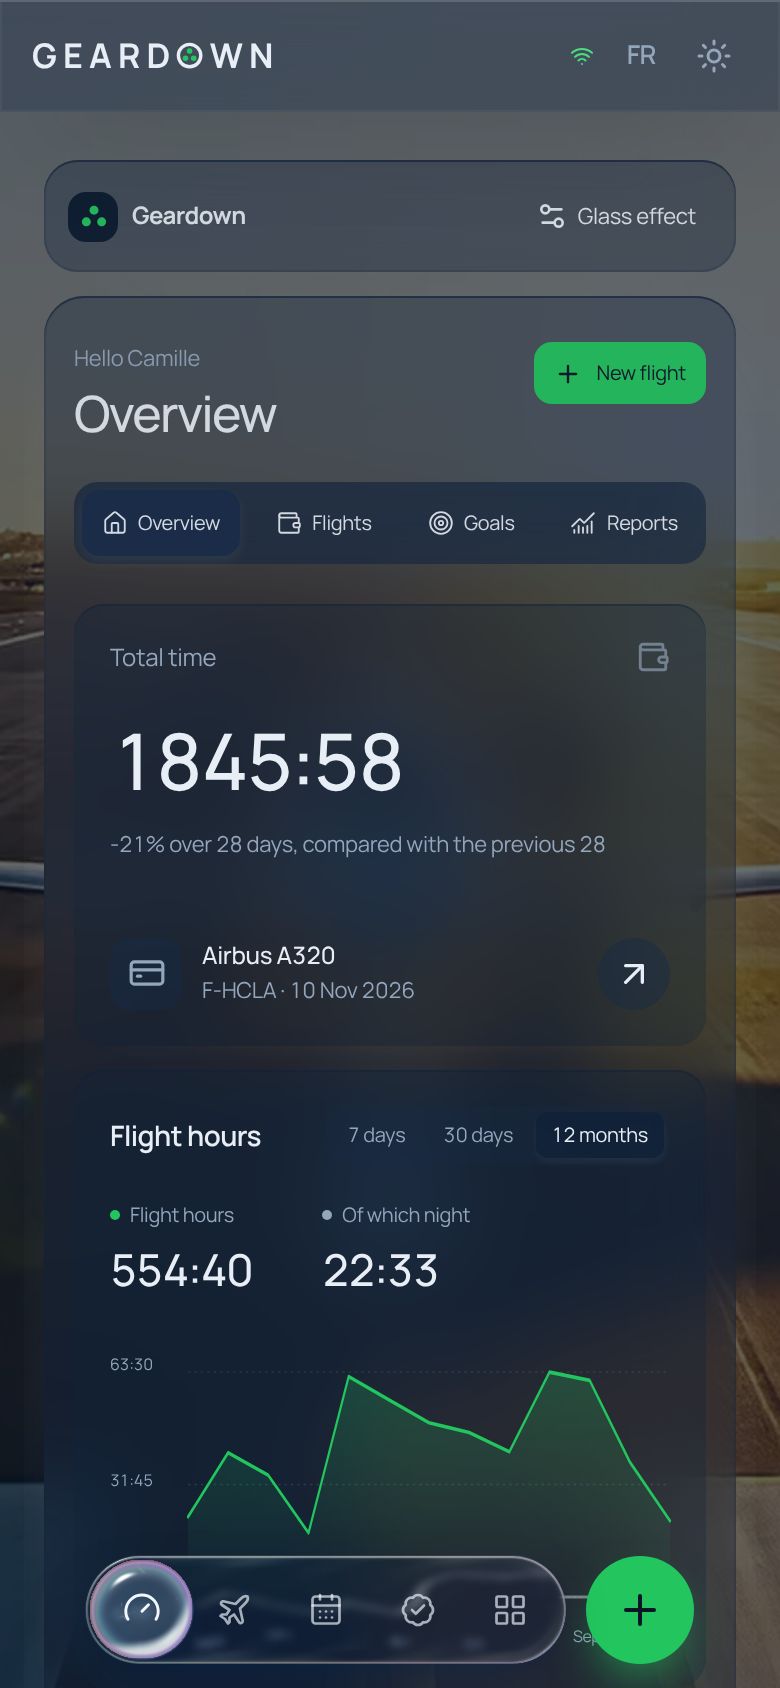 GEARDOWN
FR
Geardown
Glass effect
Hello Camille
Overview
New flight
Overview
Flights
Goals
Reports
Total time
1845:58
-21% over 28 days, compared with the previous 28
Airbus A320
F-HCLA · 10 Nov 2026
Flight hours
7 days
30 days
12 months
Flight hours
Of which night
554:40
22:33
63:30
31:45